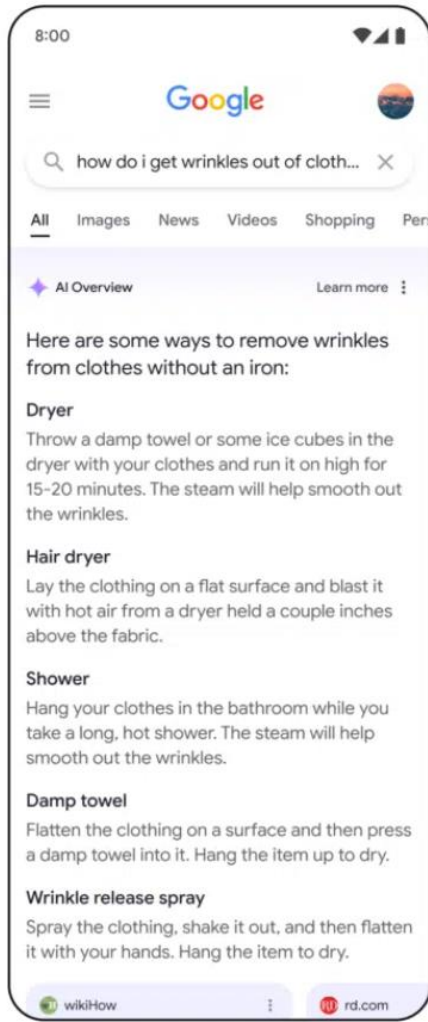 8:00
Google
how do i get wrinkles out of cloth...
All Images News Videos Shopping Per
AI Overview Learn more
Here are some ways to remove wrinkles
from clothes without an iron:
Dryer
Throw a damp towel or some ice cubes in the
dryer with your clothes and run it on high for
15-20 minutes. The steam will help smooth out
the wrinkles.
Hair dryer
Lay the clothing on a flat surface and blast it
with hot air from a dryer held a couple inches
above the fabric.
Shower
Hang your clothes in the bathroom while you
take a long, hot shower. The steam will help
smooth out the wrinkles.
Damp towel
Flatten the clothing on a surface and then press
a damp towel into it. Hang the item up to dry.
Wrinkle release spray
Spray the clothing, shake it out, and then flatten
it with your hands. Hang the item to dry.
wikiHow rd.com